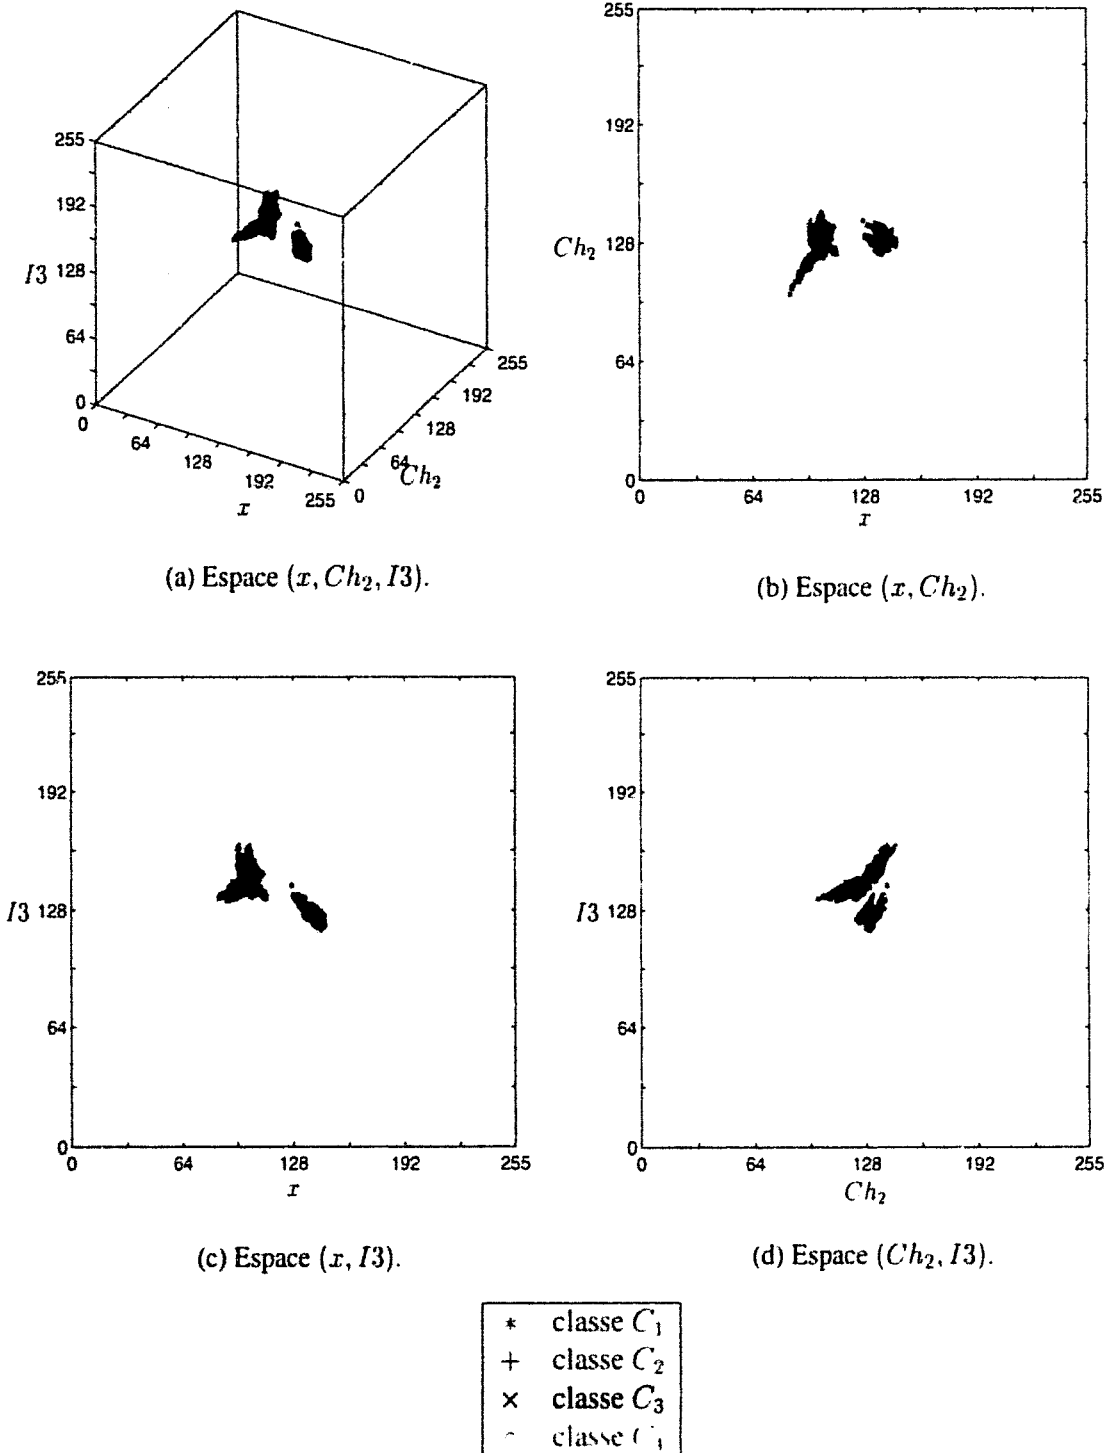 255
192
I3 128
64
0
0
64
128
192
255
x
0
64
128
192
255
Ch2
(a) Espace (x, Ch2, I3).
255
192
Ch2 128
64
0
0 64 128 192 255
x
(b) Espace (x, Ch2).
255
192
I3 128
64
0
0 64 128 192 255
x
(c) Espace (x, I3).
255
192
I3 128
64
0
0 64 128 192 255
Ch2
(d) Espace (Ch2, I3).
* classe C1
+ classe C2
× classe C3
classe